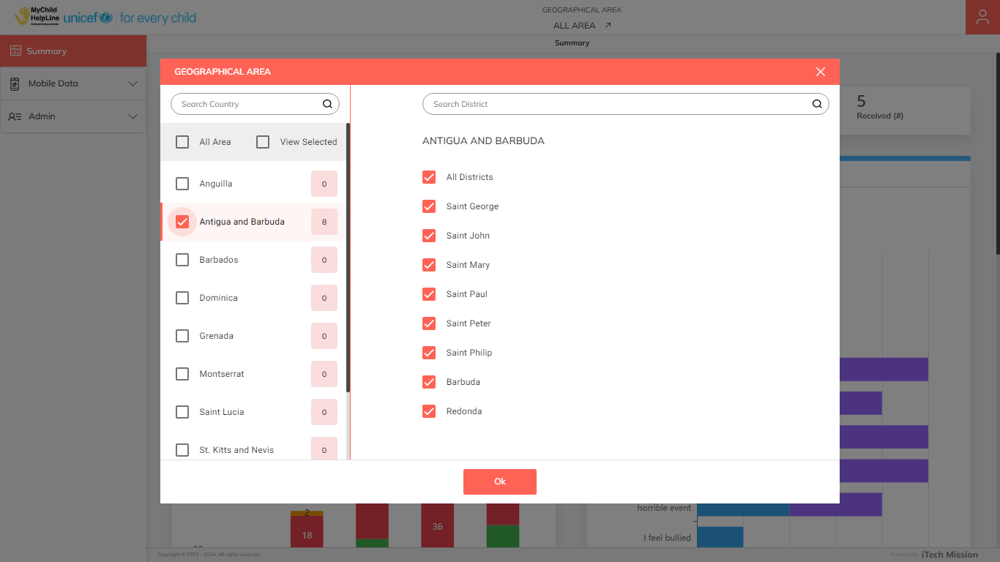 MyChild
HelpLine
unicef for every child
GEOGRAPHICAL AREA
ALL AREA
Summary
Summary
Mobile Data
Admin
5
Received (#)
GEOGRAPHICAL AREA
Search Country
Search District
All Area
View Selected
Anguilla 0
Antigua and Barbuda 8
Barbados 0
Dominica 0
Grenada 0
Montserrat 0
Saint Lucia 0
St. Kitts and Nevis 0
ANTIGUA AND BARBUDA
All Districts
Saint George
Saint John
Saint Mary
Saint Paul
Saint Peter
Saint Philip
Barbuda
Redonda
Ok
2
18
36
horrible event
I feel bullied
Copyright © 2022 - 2024. All rights reserved.
Powered by iTech Mission